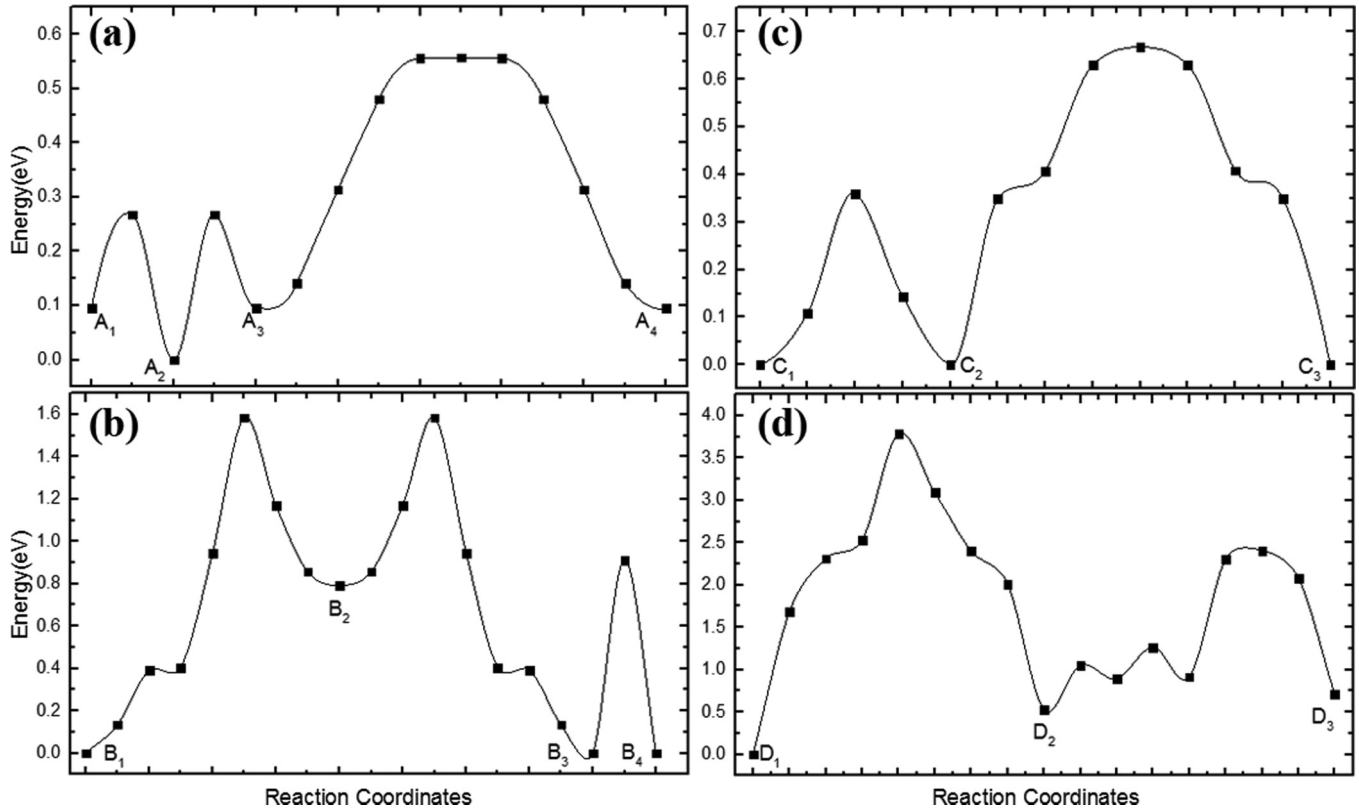 (a)
Energy(eV)
0.6
0.5
0.4
0.3
0.2
0.1
0.0
A1
A2
A3
A4
(c)
0.7
0.6
0.5
0.4
0.3
0.2
0.1
0.0
C1
C2
C3
(b)
Energy(eV)
1.6
1.4
1.2
1.0
0.8
0.6
0.4
0.2
0.0
B1
B2
B3
B4
Reaction Coordinates
(d)
4.0
3.5
3.0
2.5
2.0
1.5
1.0
0.5
0.0
D1
D2
D3
Reaction Coordinates